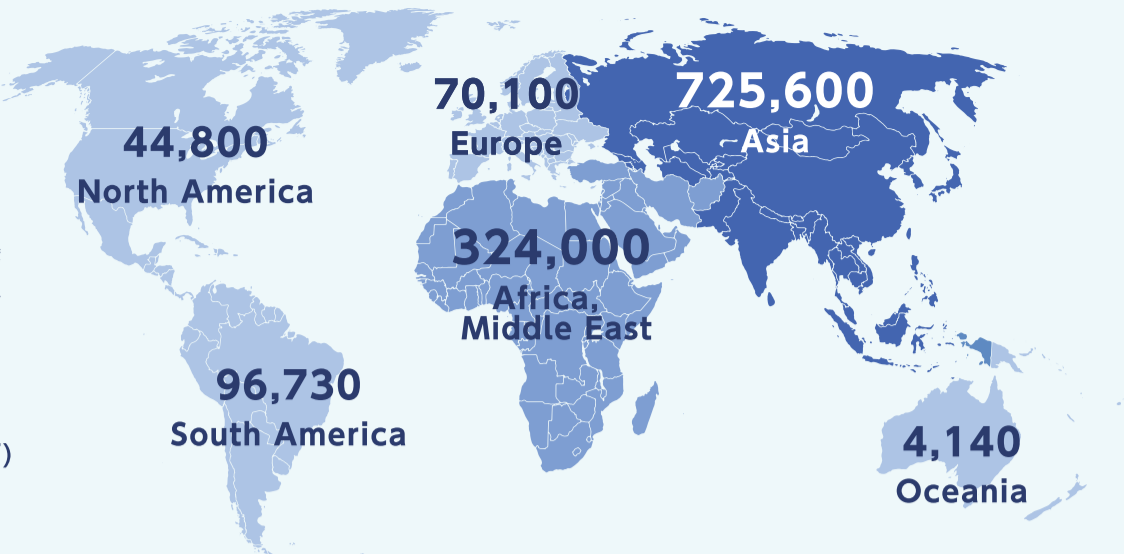 70,100
Europe
725,600
Asia
44,800
North America
324,000
Africa,
Middle East
96,730
South America
4,140
Oceania
)